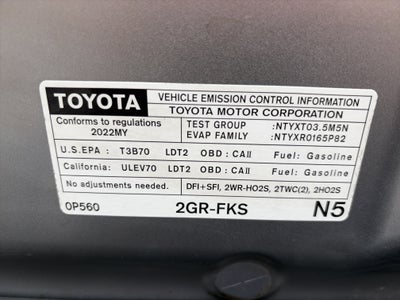 TOYOTA VEHICLE EMISSION CONTROL INFORMATION
TOYOTA MOTOR CORPORATION
Conforms to regulations
2022MY
TEST GROUP :NTYXT03.5M5N
EVAP FAMILY :NTYXR0165P82
U.S.EPA : T3B70 LDT2 OBD : CAII Fuel: Gasoline
California: ULEV70 LDT2 OBD : CAII Fuel: Gasoline
No adjustments needed. DFI+SFI, 2WR-HO2S, 2TWC(2), 2HO2S
0P560 2GR-FKS N5